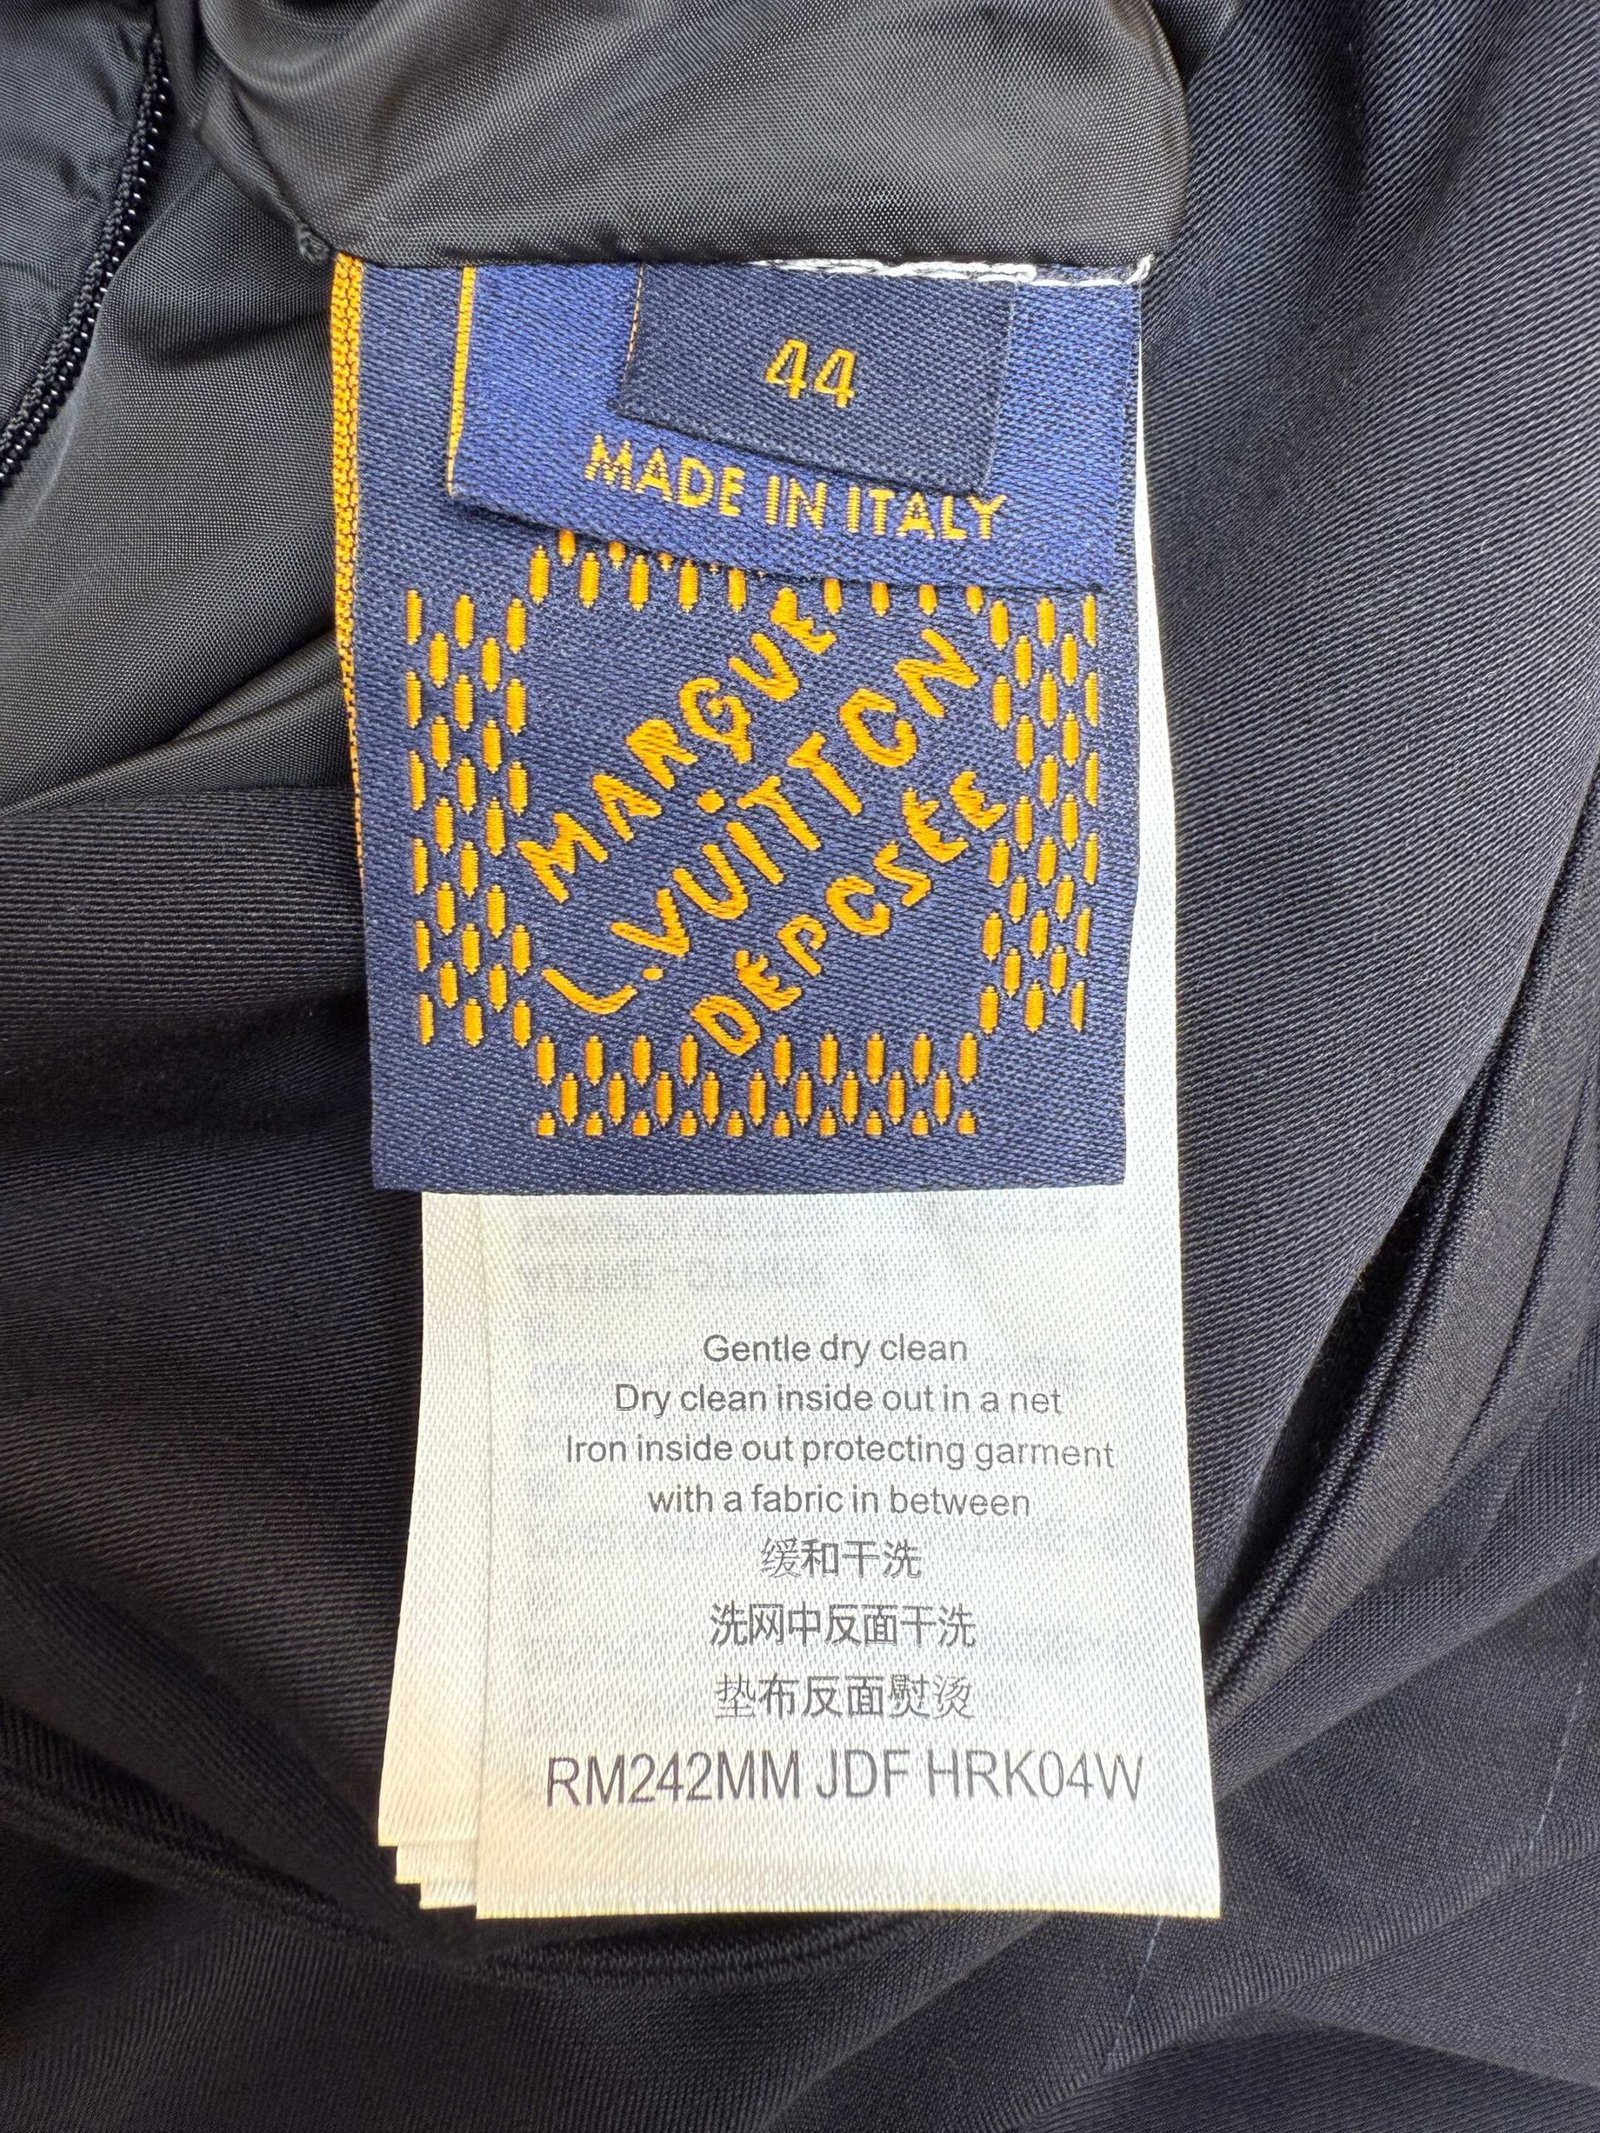 44
MADE IN ITALY
MARQUE
L.VUiTTON
DEPOSEE
Gentle dry clean
Dry clean inside out in a net
Iron inside out protecting garment
with a fabric in between
缓和干洗
洗网中反面干洗
垫布反面熨烫
RM242MM JDF HRK04W